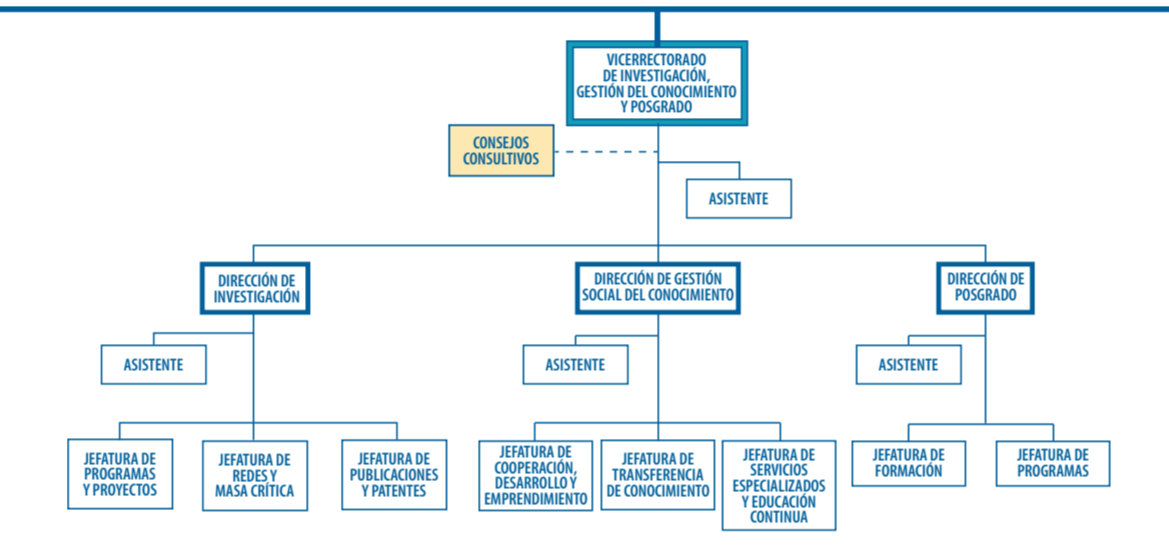 VICERRECTORADO
DE INVESTIGACIÓN,
GESTIÓN DEL CONOCIMIENTO
Y POSGRADO
CONSEJOS
CONSULTIVOS
ASISTENTE
DIRECCIÓN DE
INVESTIGACIÓN
DIRECCIÓN DE GESTIÓN
SOCIAL DEL CONOCIMIENTO
DIRECCIÓN DE
POSGRADO
ASISTENTE
ASISTENTE
ASISTENTE
JEFATURA DE
PROGRAMAS
Y PROYECTOS
JEFATURA DE
REDES Y
MASA CRÍTICA
JEFATURA DE
PUBLICACIONES
Y PATENTES
JEFATURA DE
COOPERACIÓN,
DESARROLLO Y
EMPRENDIMIENTO
JEFATURA DE
TRANSFERENCIA
DE CONOCIMIENTO
JEFATURA DE
SERVICIOS
ESPECIALIZADOS
Y EDUCACIÓN
CONTINUA
JEFATURA DE
FORMACIÓN
JEFATURA DE
PROGRAMAS